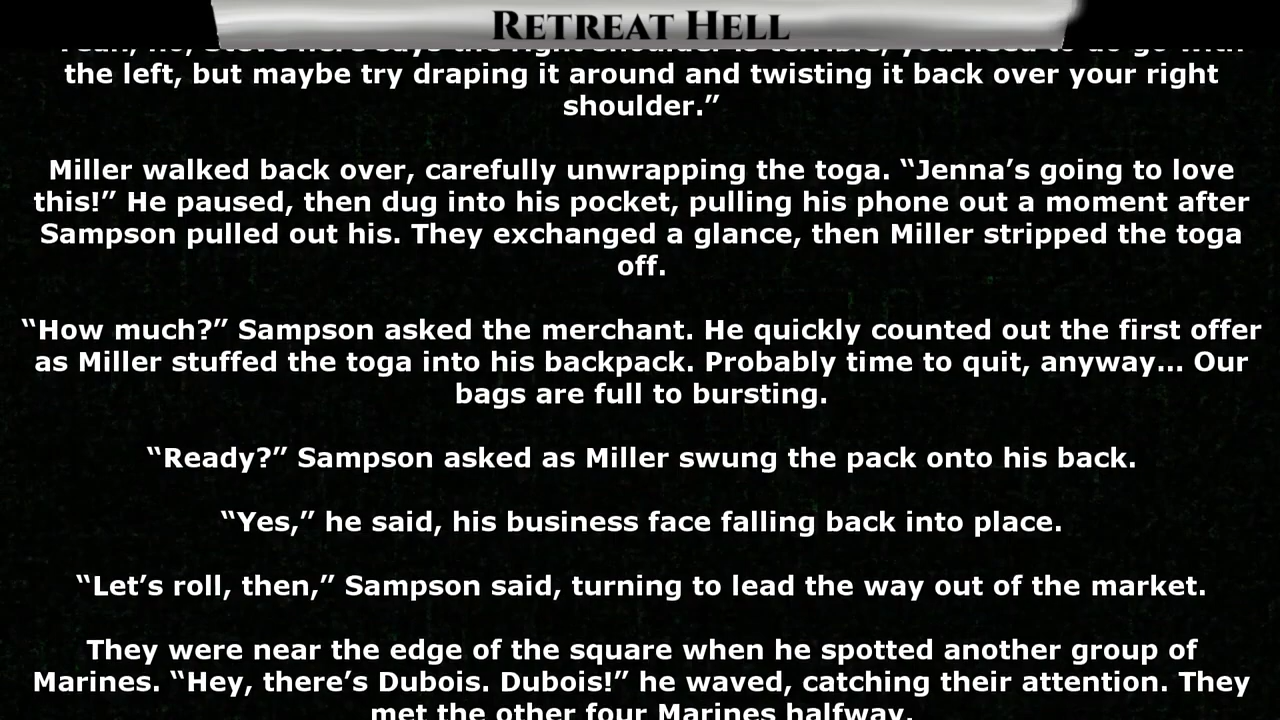 RETREAT HELL
the left, but maybe try draping it around and twisting it back over your right
shoulder.”
Miller walked back over, carefully unwrapping the toga. “Jenna’s going to love
this!” He paused, then dug into his pocket, pulling his phone out a moment after
Sampson pulled out his. They exchanged a glance, then Miller stripped the toga
off.
“How much?” Sampson asked the merchant. He quickly counted out the first offer
as Miller stuffed the toga into his backpack. Probably time to quit, anyway... Our
bags are full to bursting.
“Ready?” Sampson asked as Miller swung the pack onto his back.
“Yes,” he said, his business face falling back into place.
“Let’s roll, then,” Sampson said, turning to lead the way out of the market.
They were near the edge of the square when he spotted another group of
Marines. “Hey, there’s Dubois. Dubois!” he waved, catching their attention. They
met the other four Marines halfway.